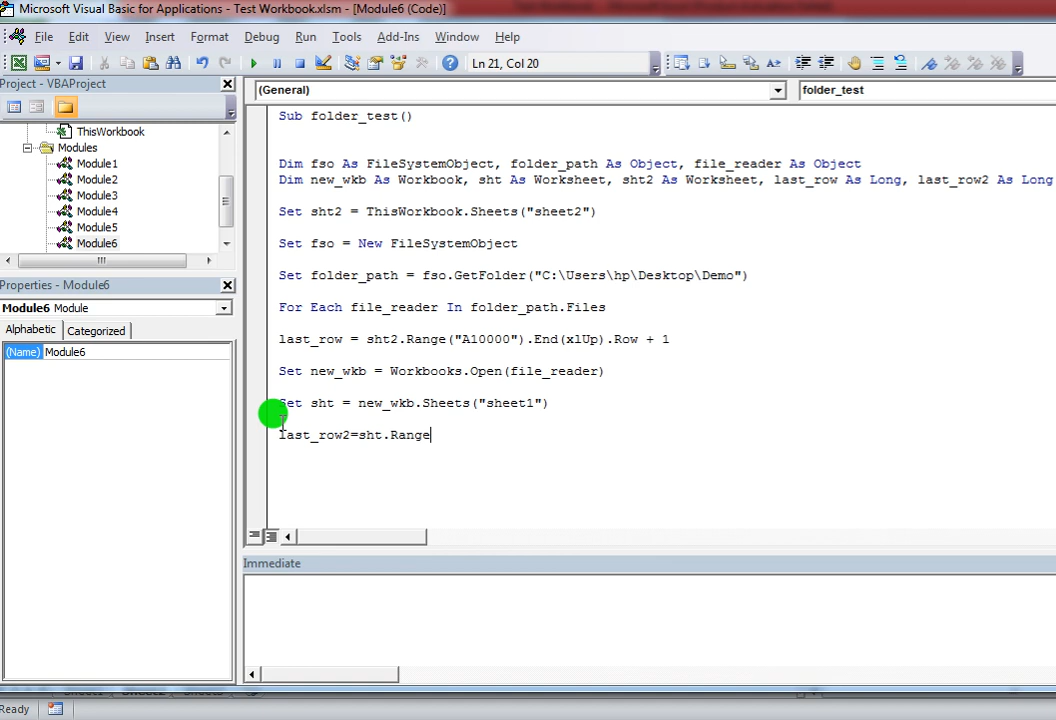 Microsoft Visual Basic for Applications - Test Workbook.xlsm - [Module6 (Code)]
File Edit View Insert Format Debug Run Tools Add-Ins Window Help
Ln 21, Col 20
Project - VBAProject
(General)
folder_test
ThisWorkbook
Modules
Module1
Module2
Module3
Module4
Module5
Module6
Properties - Module6
Module6 Module
Alphabetic Categorized
(Name) Module6
Sub folder_test()
Dim fso As FileSystemObject, folder_path As Object, file_reader As Object
Dim new_wkb As Workbook, sht As Worksheet, sht2 As Worksheet, last_row As Long, last_row2 As Long
Set sht2 = ThisWorkbook.Sheets("sheet2")
Set fso = New FileSystemObject
Set folder_path = fso.GetFolder("C:\Users\hp\Desktop\Demo")
For Each file_reader In folder_path.Files
last_row = sht2.Range("A10000").End(xlUp).Row + 1
Set new_wkb = Workbooks.Open(file_reader)
Set sht = new_wkb.Sheets("sheet1")
last_row2=sht.Range
Immediate
Ready